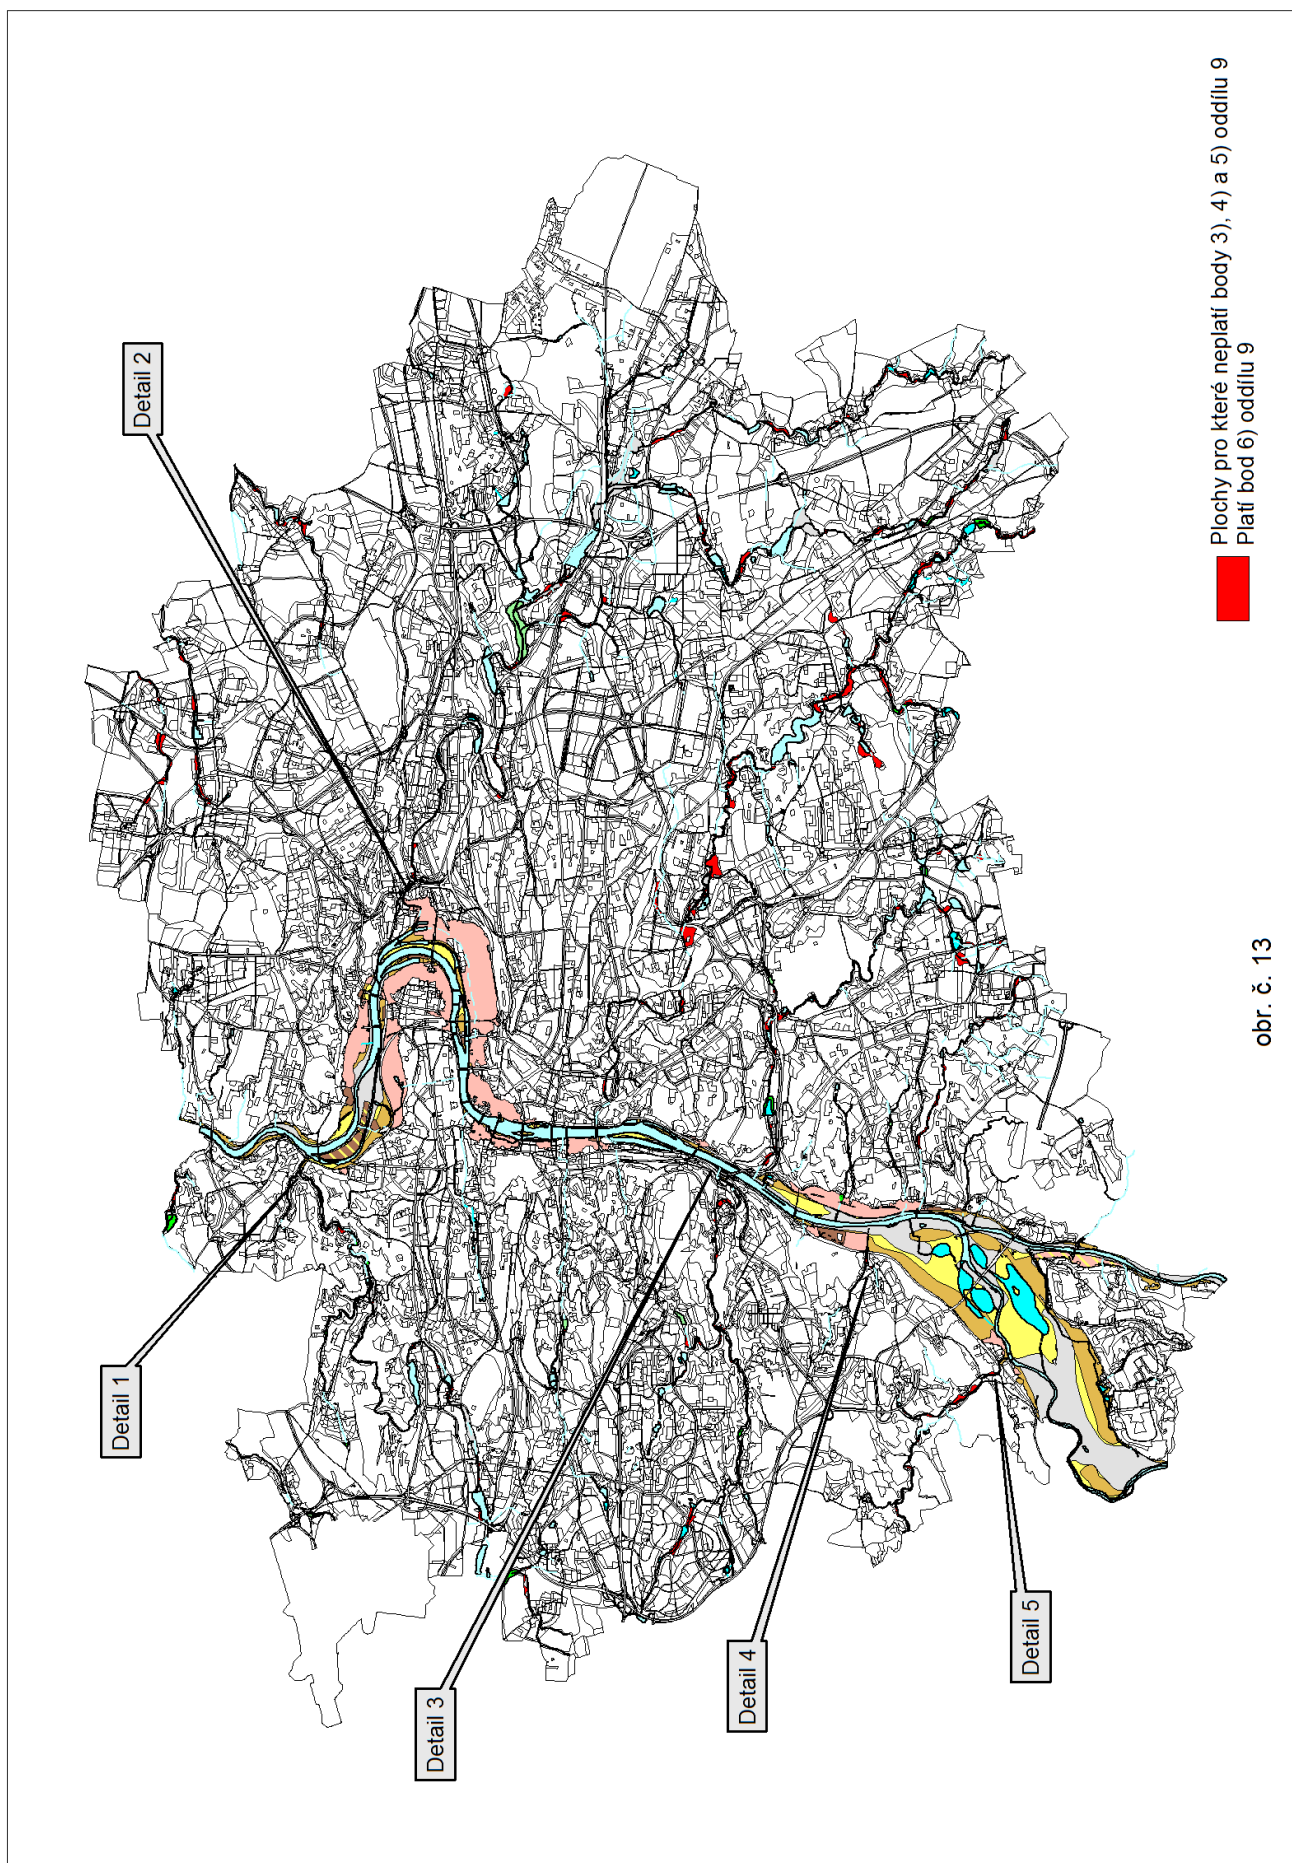 Detail 1
Detail 2
Detail 3
Detail 4
Detail 5
Plochy pro které neplatí body 3), 4) a 5) oddílu 9
Platí bod 6) oddílu 9
obr. č. 13